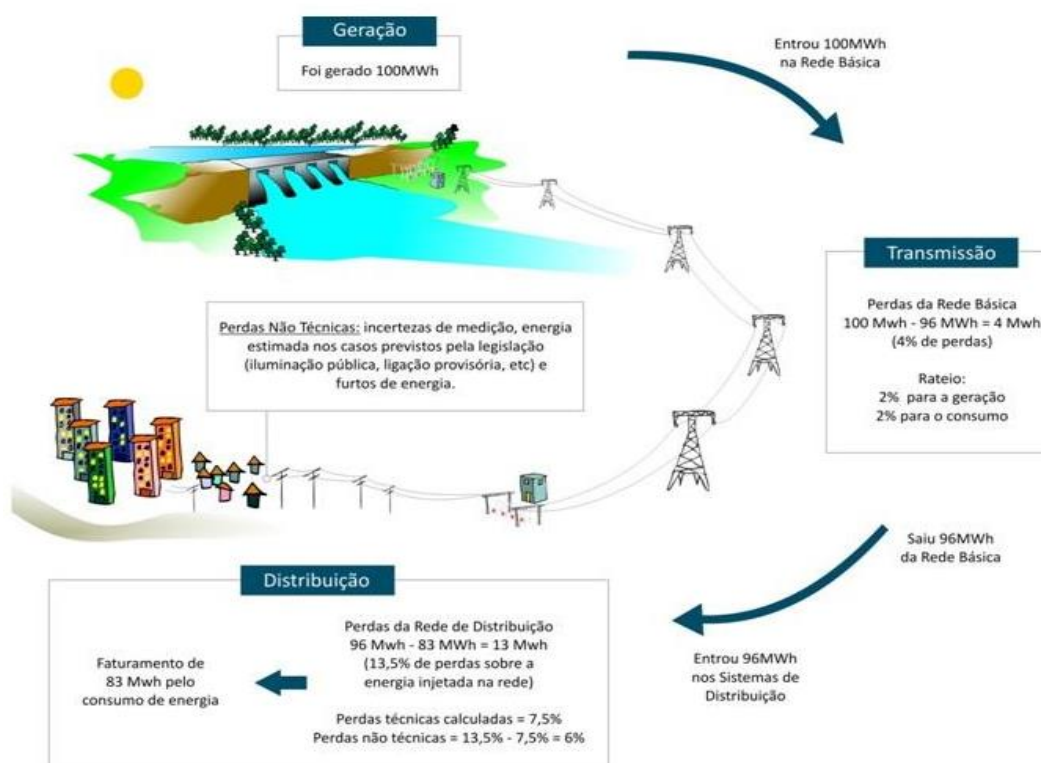 Geração
Foi gerado 100MWh
Entrou 100MWh
na Rede Básica
Transmissão
Perdas da Rede Básica
100 Mwh - 96 MWh = 4 Mwh
(4% de perdas)
Rateio:
2% para a geração
2% para o consumo
Perdas Não Técnicas: incertezas de medição, energia
estimada nos casos previstos pela legislação
(iluminação pública, ligação provisória, etc) e
furtos de energia.
Saiu 96MWh
da Rede Básica
Entrou 96MWh
nos Sistemas de
Distribuição
Distribuição
Perdas da Rede de Distribuição
96 Mwh - 83 MWh = 13 Mwh
(13,5% de perdas sobre a
energia injetada na rede)
Perdas técnicas calculadas = 7,5%
Perdas não técnicas = 13,5% - 7,5% = 6%
Faturamento de
83 Mwh pelo
consumo de energia